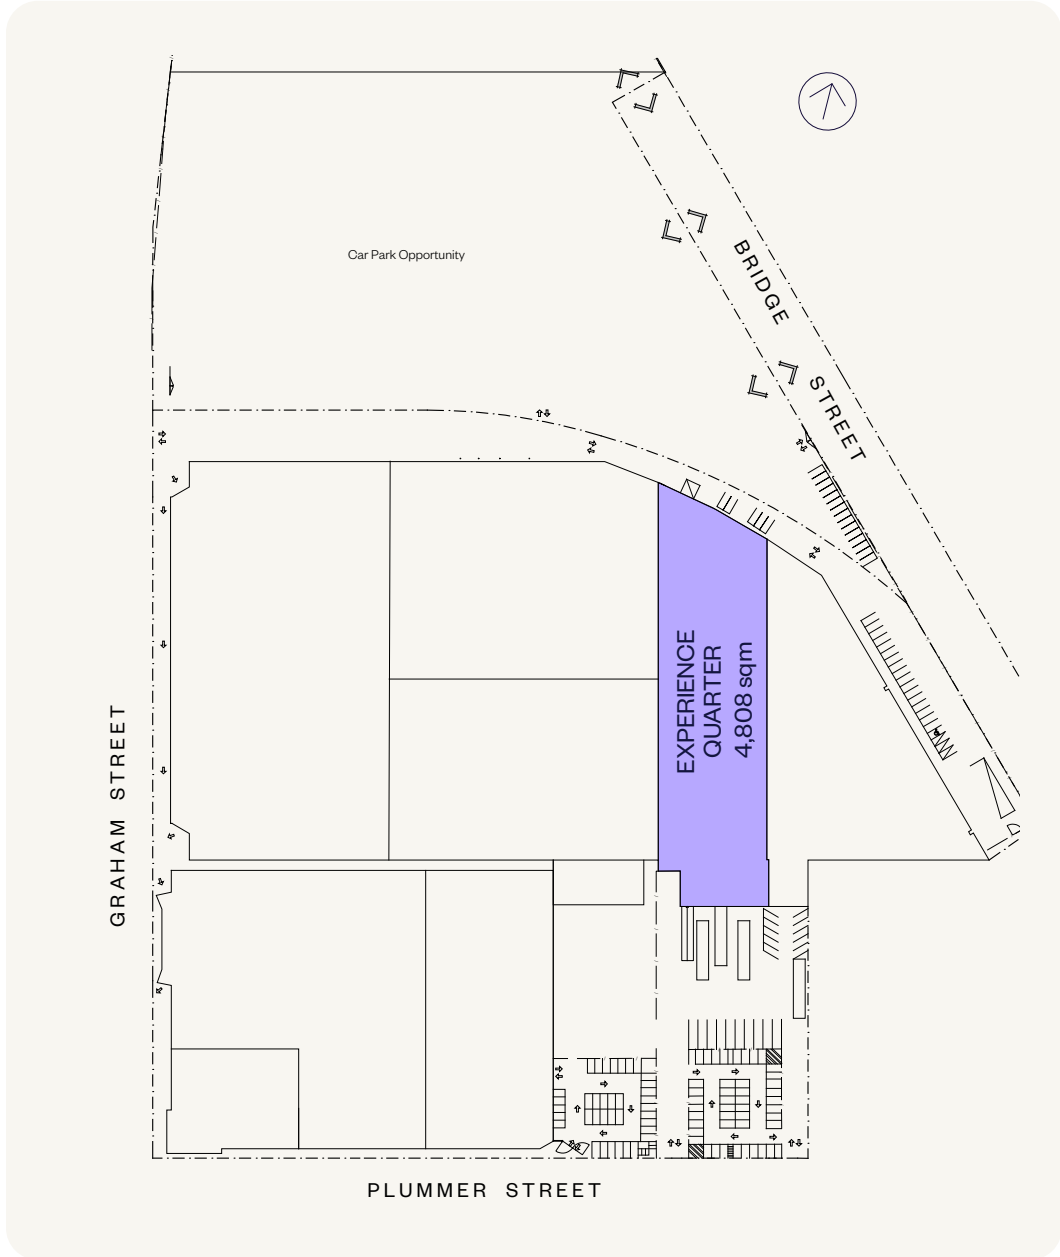 Car Park Opportunity
BRIDGE STREET
EXPERIENCE
QUARTER
4,808 sqm
GRAHAM STREET
PLUMMER STREET